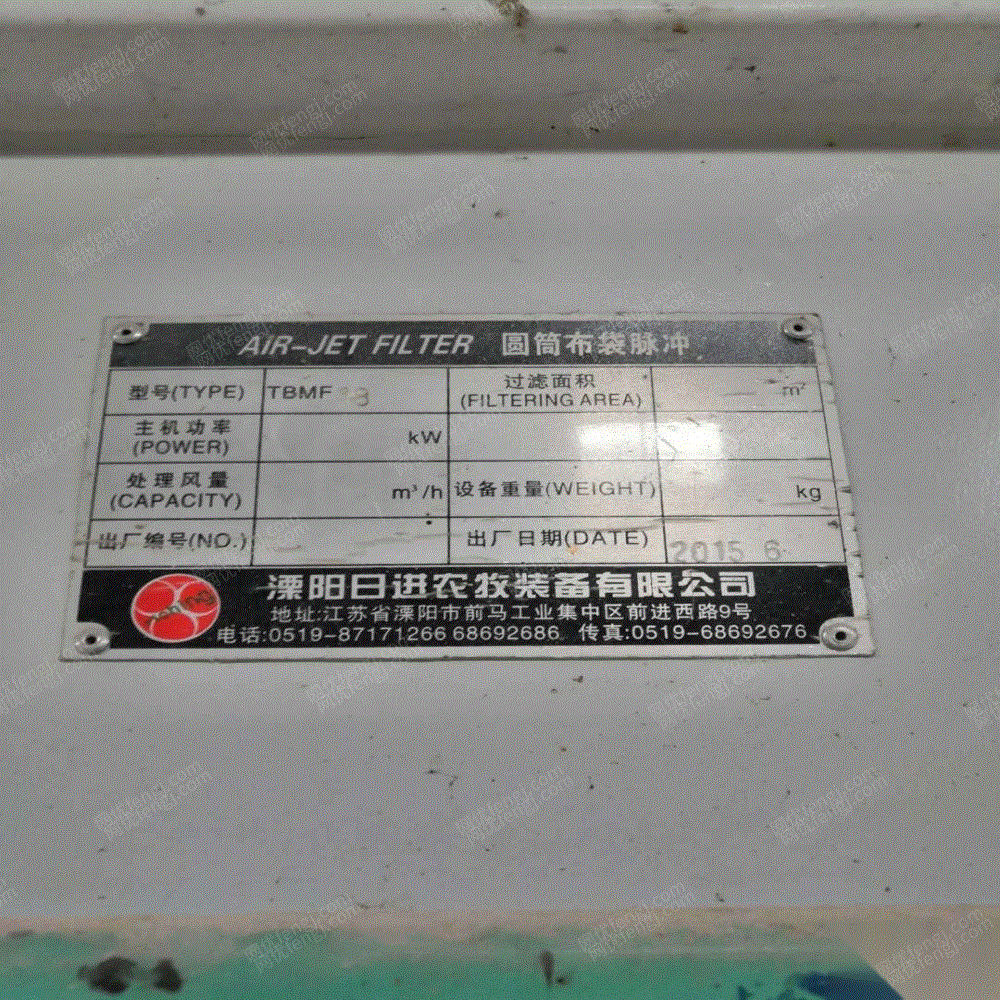 AIR-JET FILTER 圆筒布袋脉冲
型号(TYPE) TBMF 3 过滤面积 (FILTERING AREA) m²
主机功率 (POWER) kW
处理风量 (CAPACITY) m³/h 设备重量(WEIGHT) kg
出厂编号(NO.) 出厂日期(DATE) 2015 6
溧阳日进农牧装备有限公司
地址:江苏省溧阳市前马工业集中区前进西路9号
电话:0519-87171266 68692686 传真:0519-68692676